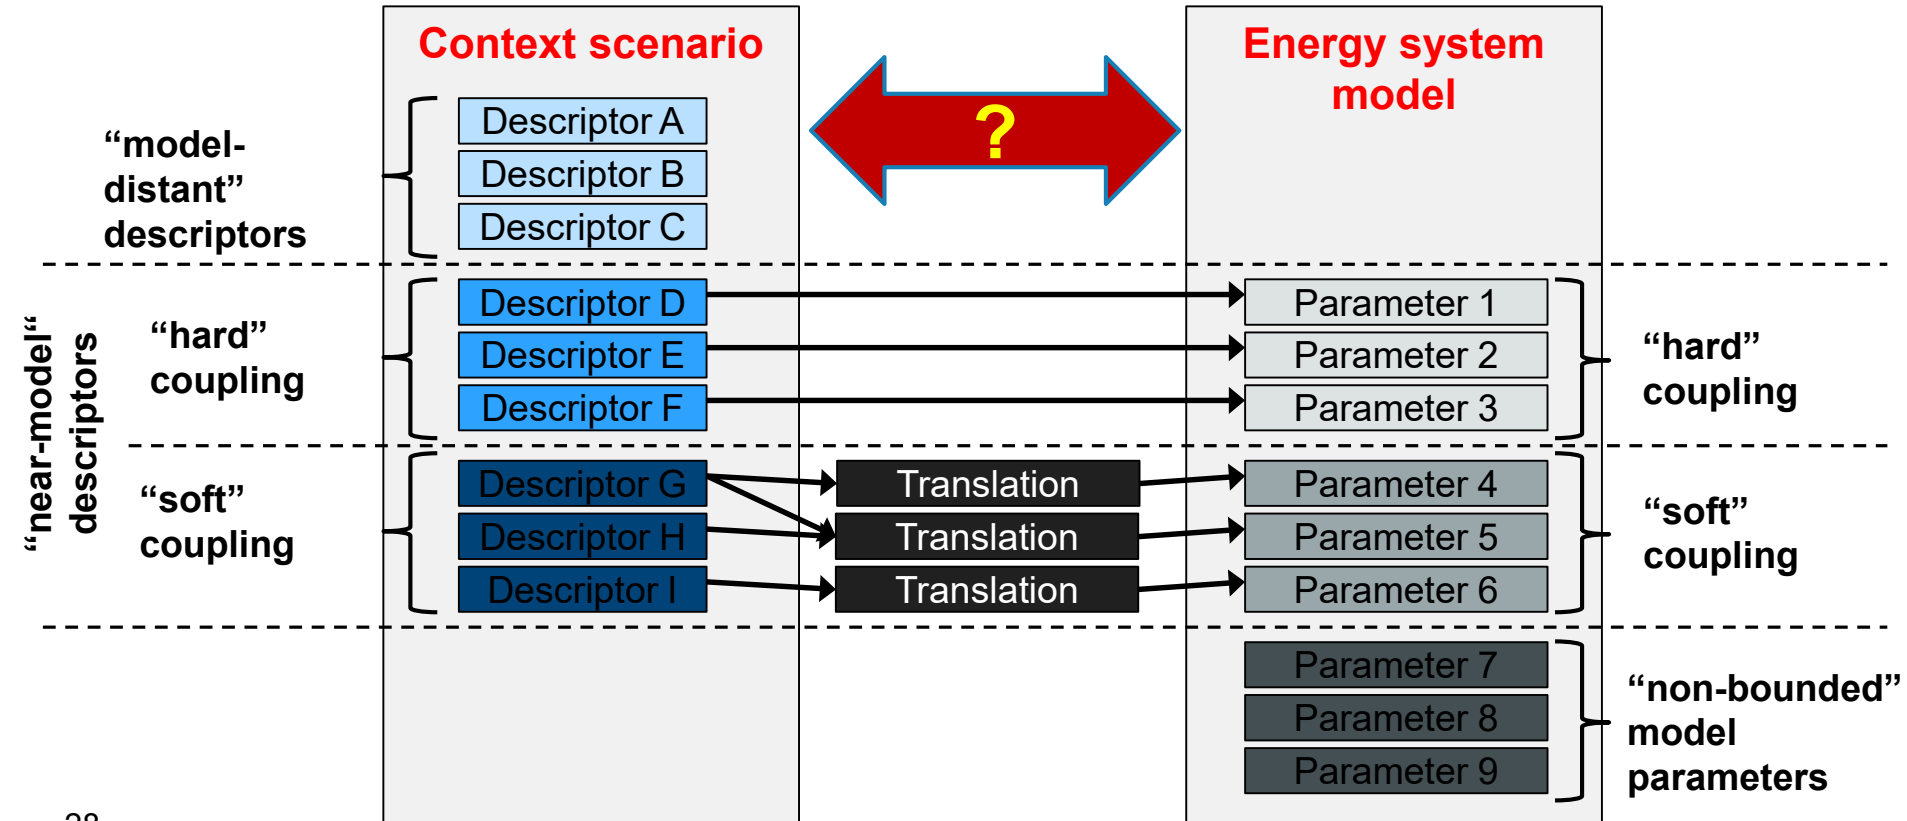 Context scenario
Energy system
model
?
“model-
distant”
descriptors
Descriptor A
Descriptor B
Descriptor C
“near-model“
descriptors
“hard”
coupling
Descriptor D
Descriptor E
Descriptor F
Parameter 1
Parameter 2
Parameter 3
“hard”
coupling
“soft”
coupling
Descriptor G
Descriptor H
Descriptor I
Translation
Translation
Translation
Parameter 4
Parameter 5
Parameter 6
“soft”
coupling
Parameter 7
Parameter 8
Parameter 9
“non-bounded”
model
parameters